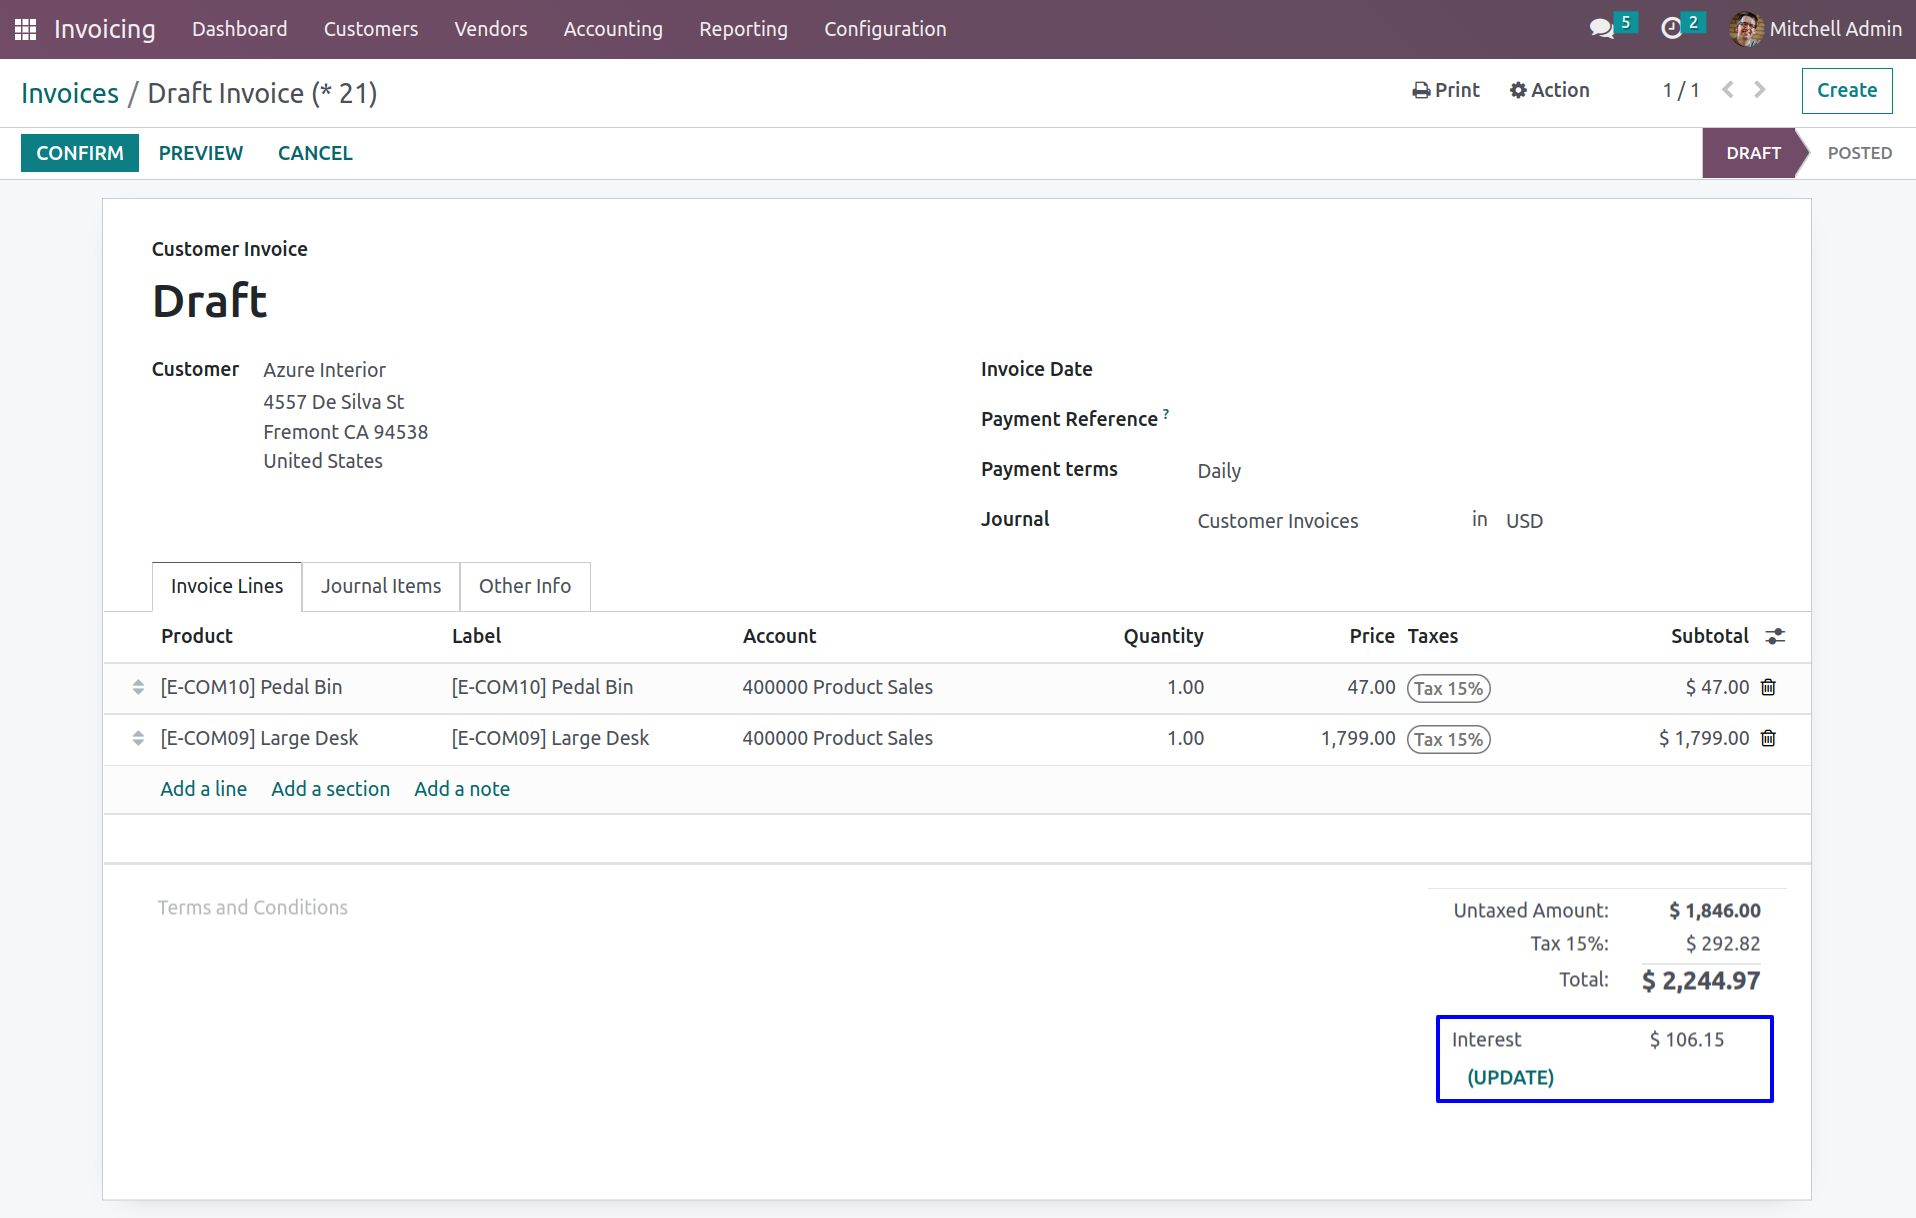 Invoicing Dashboard Customers Vendors Accounting Reporting Configuration 5 2 Mitchell Admin
Invoices / Draft Invoice (* 21) Print Action 1 / 1 Create
CONFIRM PREVIEW CANCEL DRAFT POSTED
Customer Invoice
Draft
Customer Azure Interior
4557 De Silva St
Fremont CA 94538
United States
Invoice Date
Payment Reference ?
Payment terms Daily
Journal Customer Invoices in USD
Invoice Lines Journal Items Other Info
Product Label Account Quantity Price Taxes Subtotal
[E-COM10] Pedal Bin [E-COM10] Pedal Bin 400000 Product Sales 1.00 47.00 Tax 15% $ 47.00
[E-COM09] Large Desk [E-COM09] Large Desk 400000 Product Sales 1.00 1,799.00 Tax 15% $ 1,799.00
Add a line Add a section Add a note
Terms and Conditions
Untaxed Amount: $ 1,846.00
Tax 15%: $ 292.82
Total: $ 2,244.97
Interest $ 106.15
(UPDATE)